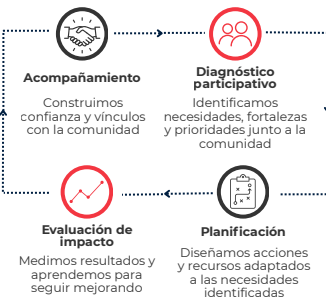 Acompañamiento
Construimos
confianza y vínculos
con la comunidad
Diagnóstico
participativo
Identificamos
necesidades, fortalezas
y prioridades junto a la
comunidad
Evaluación de
impacto
Medimos resultados y
aprendemos para
seguir mejorando
Planificación
Diseñamos acciones
y recursos adaptados
a las necesidades
identificadas